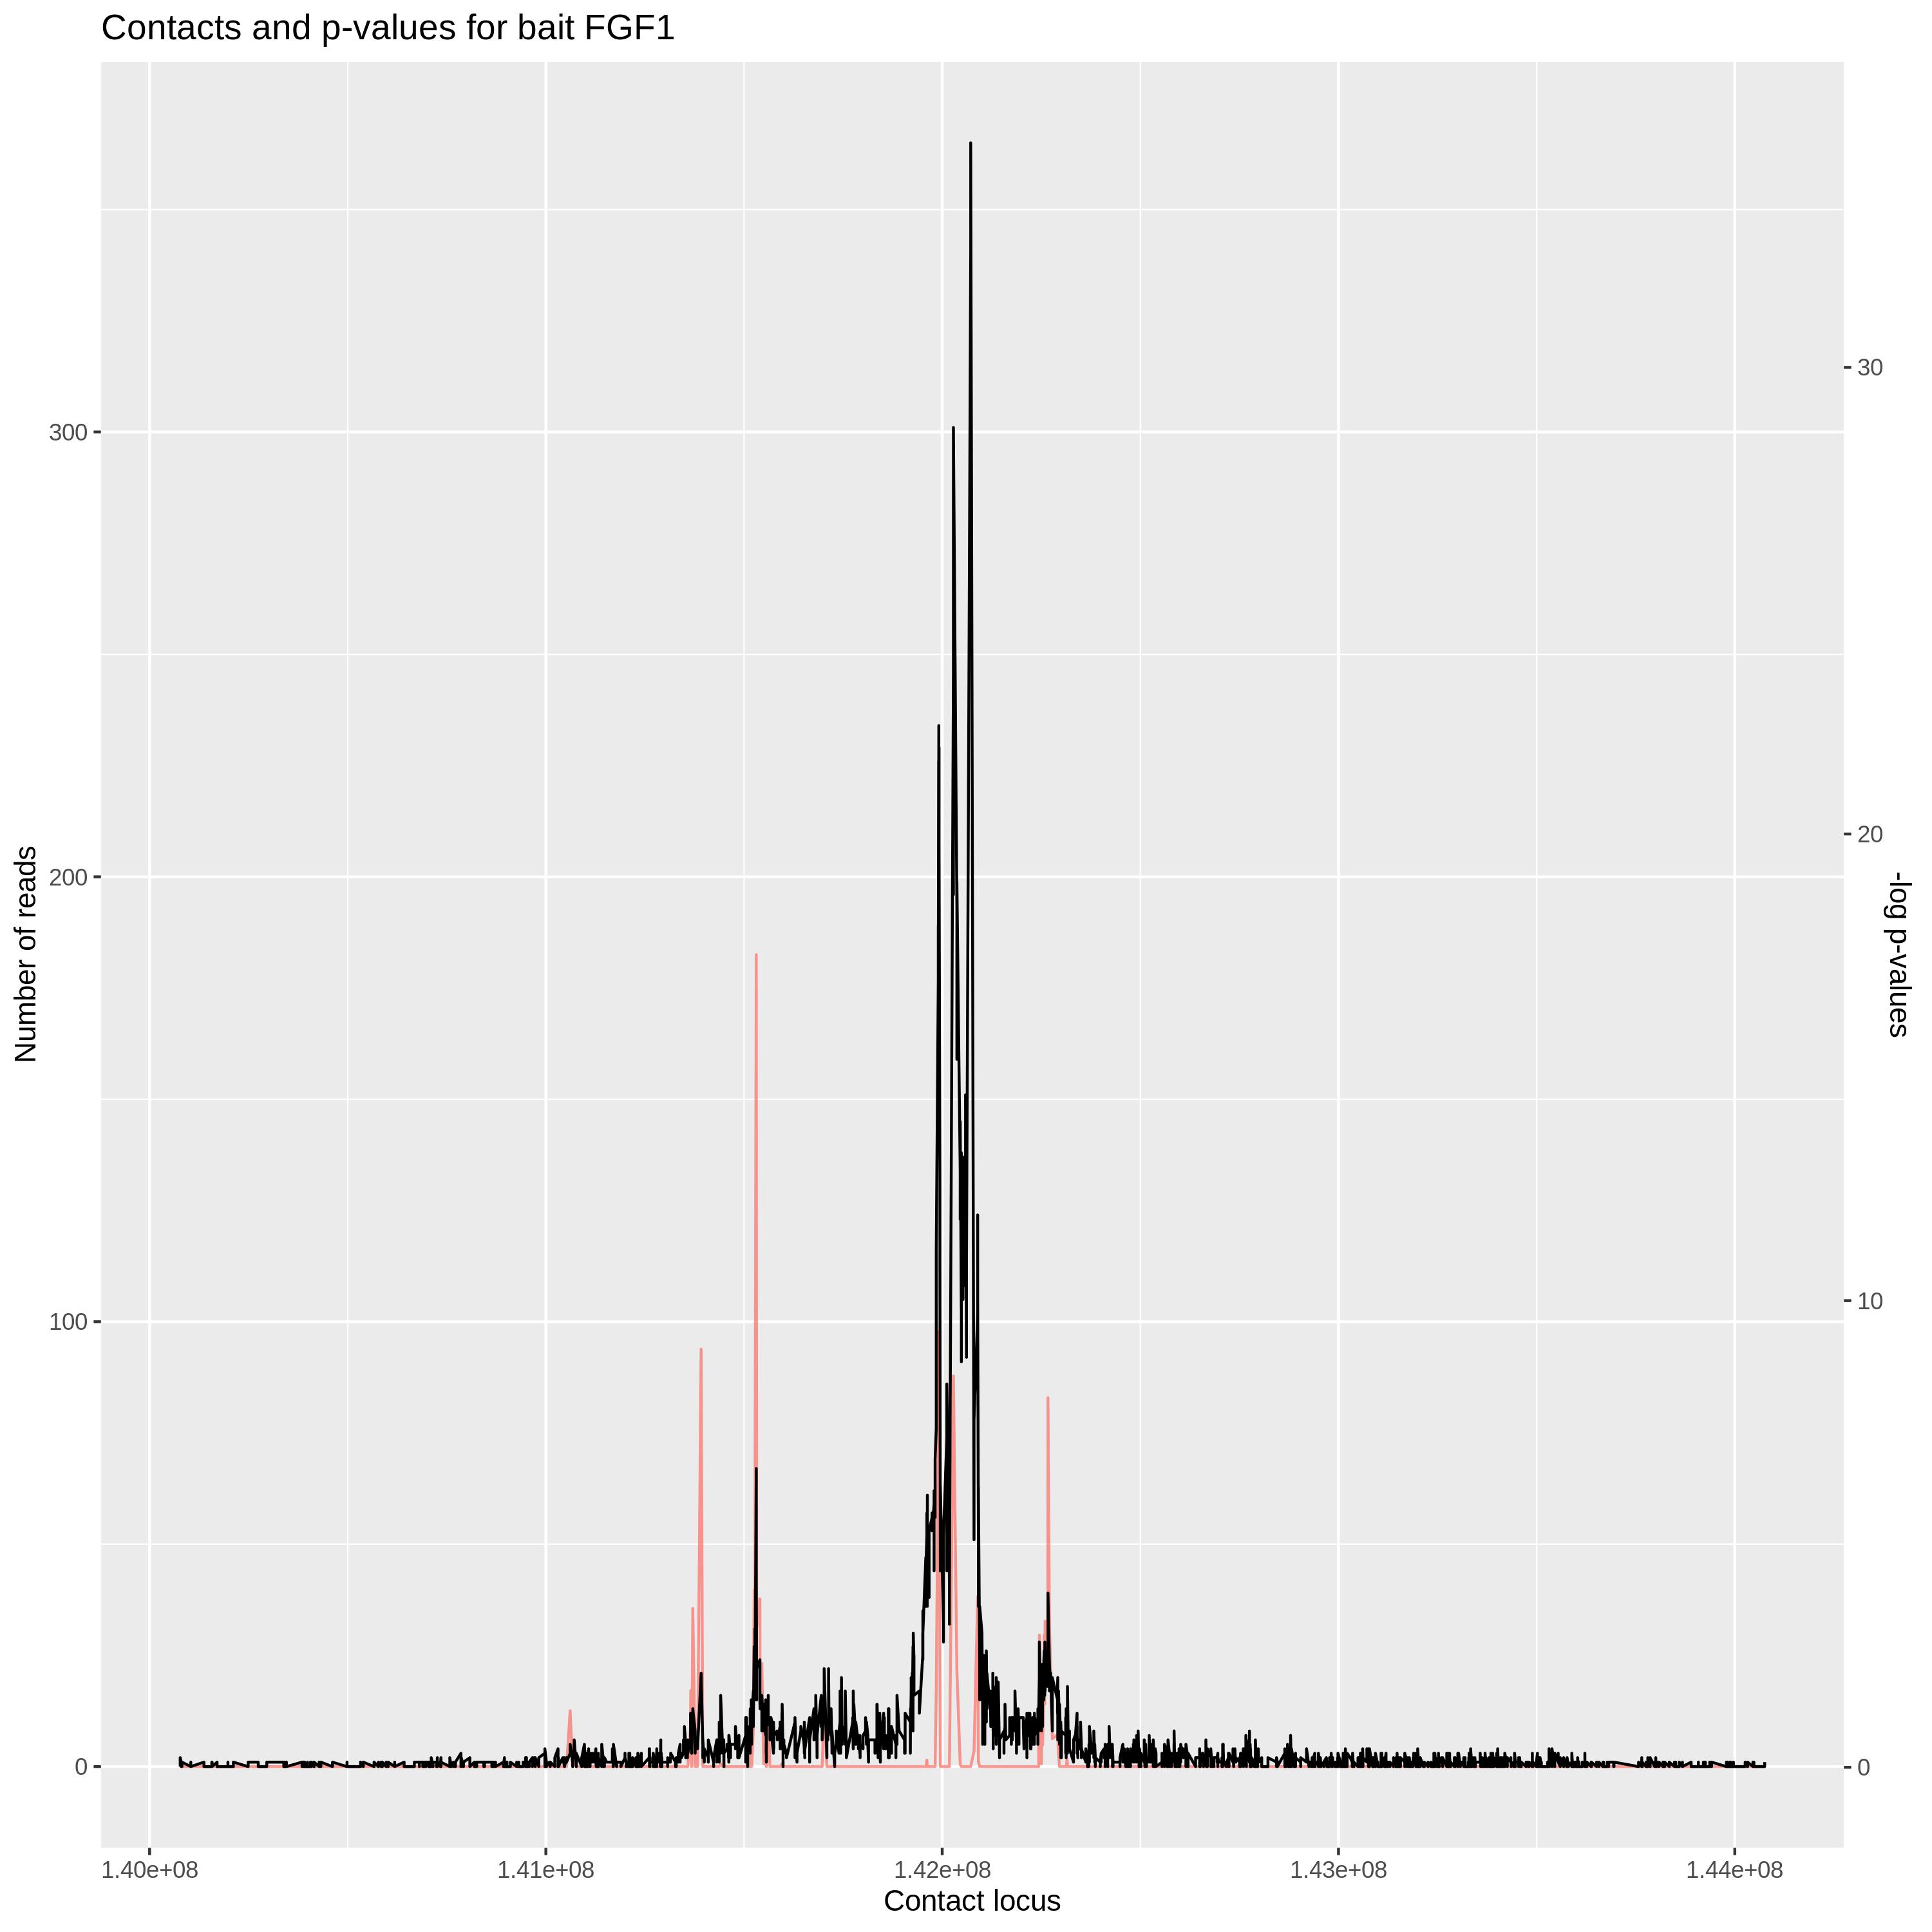 Contacts and p-values for bait FGF1
300
200
100
0
Number of reads
30
20
10
0
-log p-values
1.40e+08
1.41e+08
1.42e+08
1.43e+08
1.44e+08
Contact locus